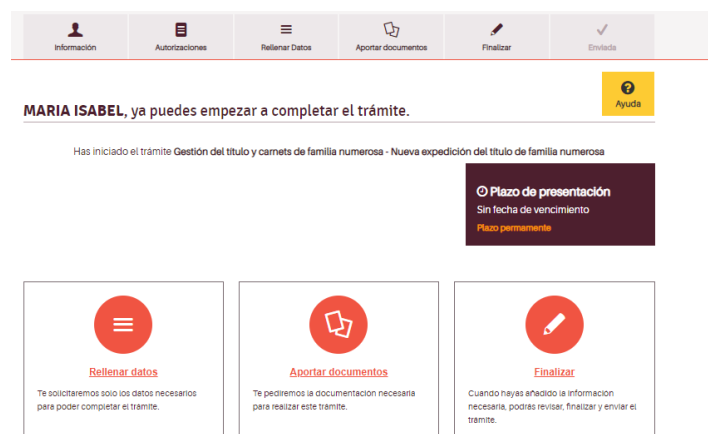 Información
Autorizaciones
Rellenar Datos
Aportar documentos
Finalizar
Enviada
Ayuda
MARIA ISABEL, ya puedes empezar a completar el trámite.
Has iniciado el trámite Gestión del título y carnets de familia numerosa - Nueva expedición del título de familia numerosa
Plazo de presentación
Sin fecha de vencimiento
Plazo permamente
Rellenar datos
Te solicitaremos solo los datos necesarios
para poder completar el trámite.
Aportar documentos
Te pediremos la documentación necesaria
para realizar este trámite.
Finalizar
Cuando hayas añadido la información
necesaria, podrás revisar, finalizar y enviar el
trámite.